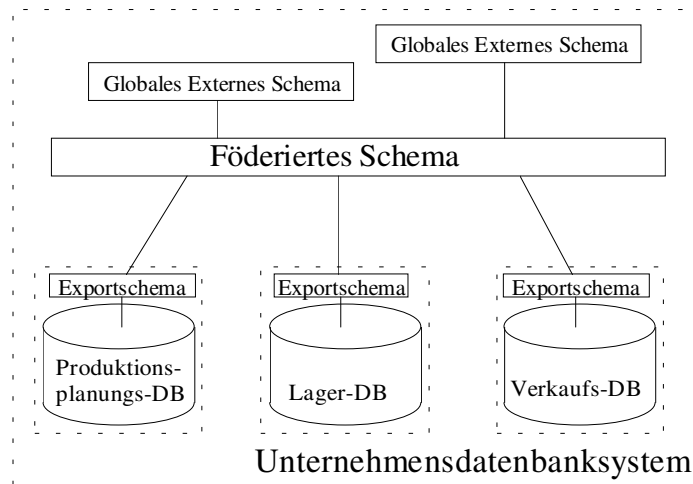 Globales Externes Schema
Globales Externes Schema
Föderiertes Schema
Exportschema
Exportschema
Exportschema
Produktions-
planungs-DB
Lager-DB
Verkaufs-DB
Unternehmensdatenbanksystem